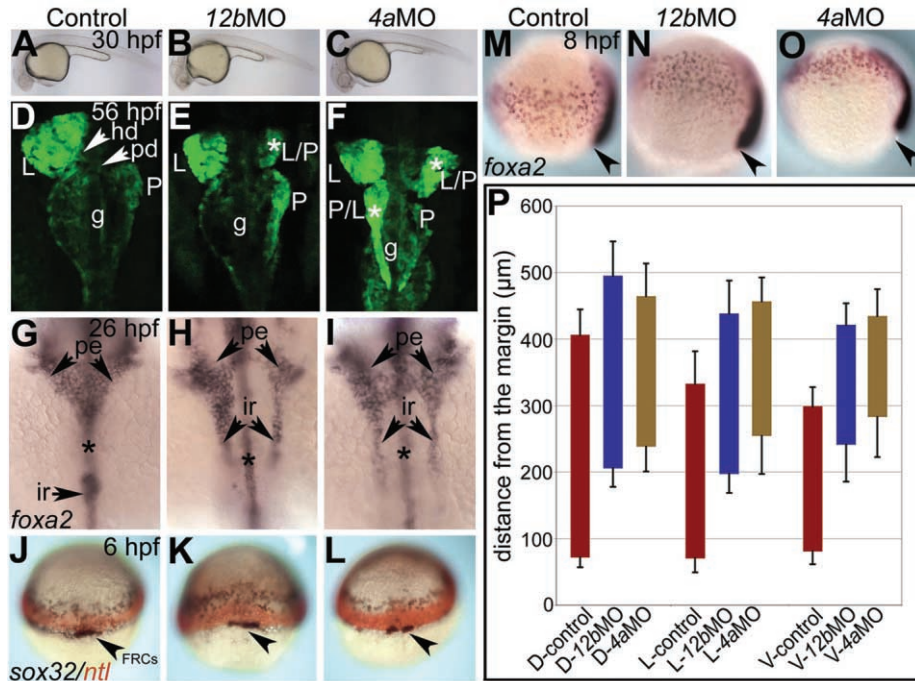 Control 12bMO 4aMO
A 30 hpf B C
D 56 hpf E F
hd
pd
L P g
L L/P P g
L L/P P/L P g
* * *
G 26 hpf H I
pe pe pe
ir ir ir
* * *
foxa2
J 6 hpf K L
FRCs
sox32/ntl
Control 12bMO 4aMO
M 8 hpf N O
foxa2
P
distance from the margin (µm)
600
500
400
300
200
100
0
D-control
D-12bMO
D-4aMO
L-control
L-12bMO
L-4aMO
V-control
V-12bMO
V-4aMO